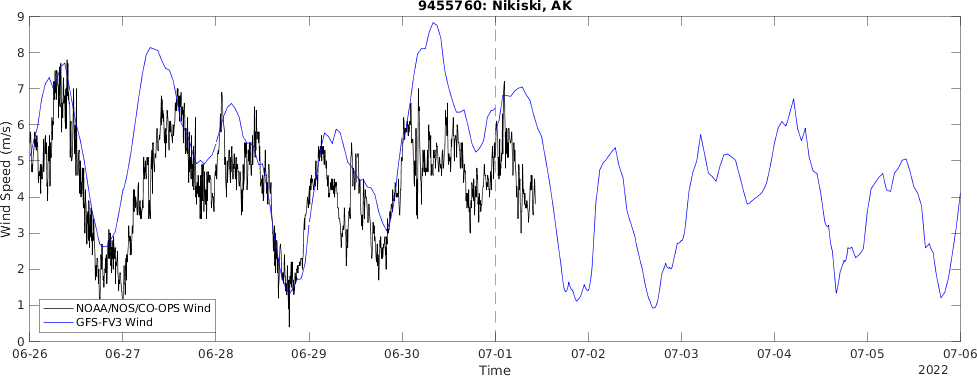 9455760: Nikiski, AK
9
8
7
6
5
4
3
2
1
0
Wind Speed (m/s)
NOAA/NOS/CO-OPS Wind
GFS-FV3 Wind
06-26 06-27 06-28 06-29 06-30 07-01 07-02 07-03 07-04 07-05 07-06
Time
2022